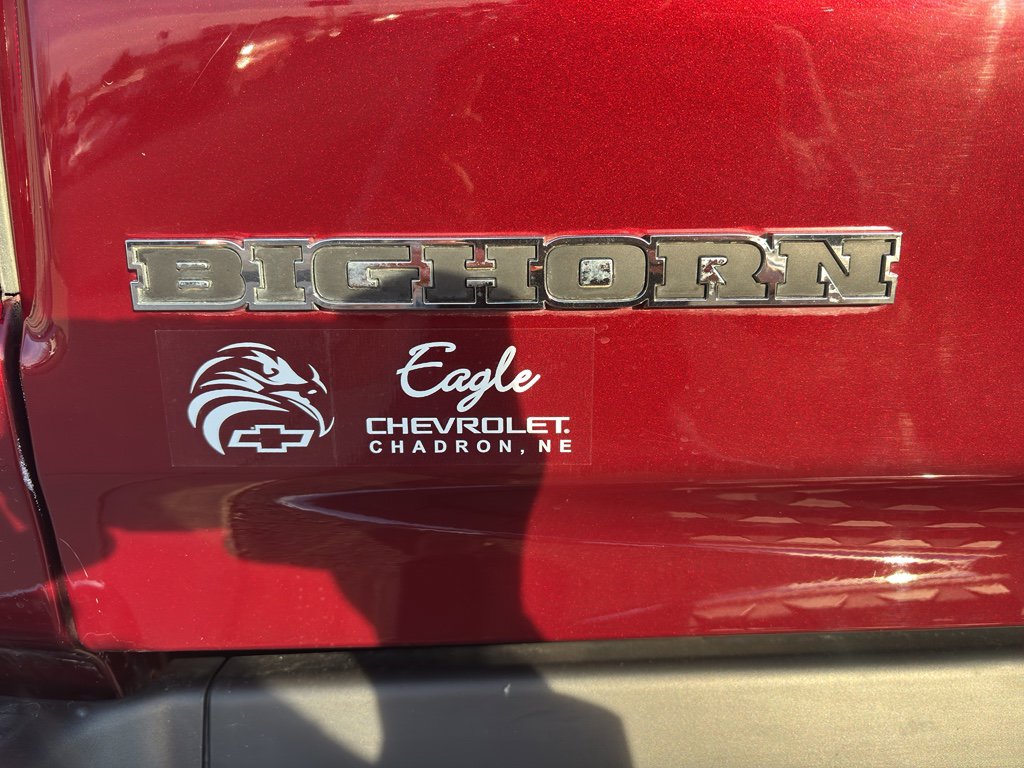 BIGHORN
Eagle
CHEVROLET.
CHADRON, NE